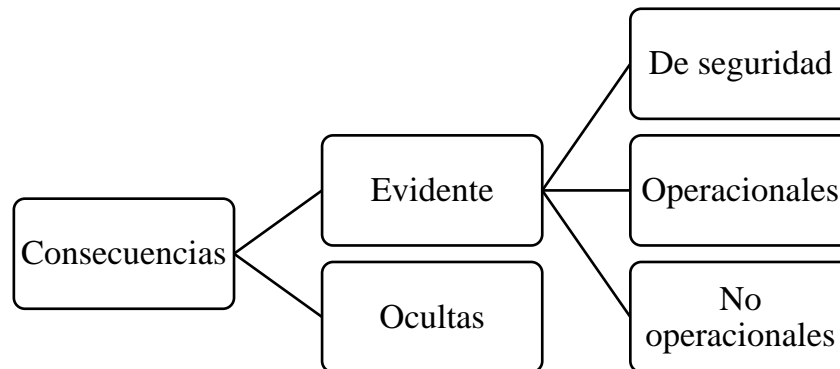 Consecuencias
Evidente
Ocultas
De seguridad
Operacionales
No
operacionales